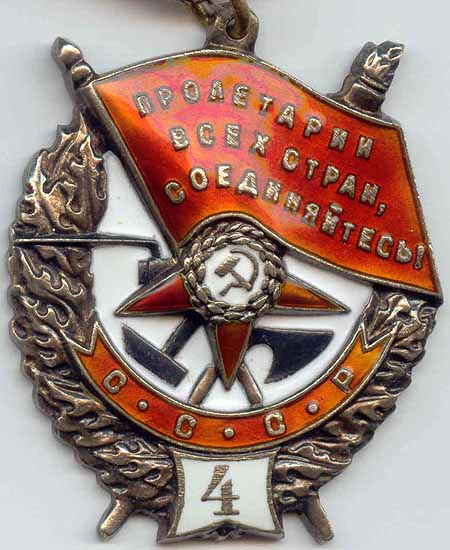 ПРОЛЕТАРИИ
ВСЕХ СТРАН,
СОЕДИНЯЙТЕСЬ!
С · С · С · Р
4